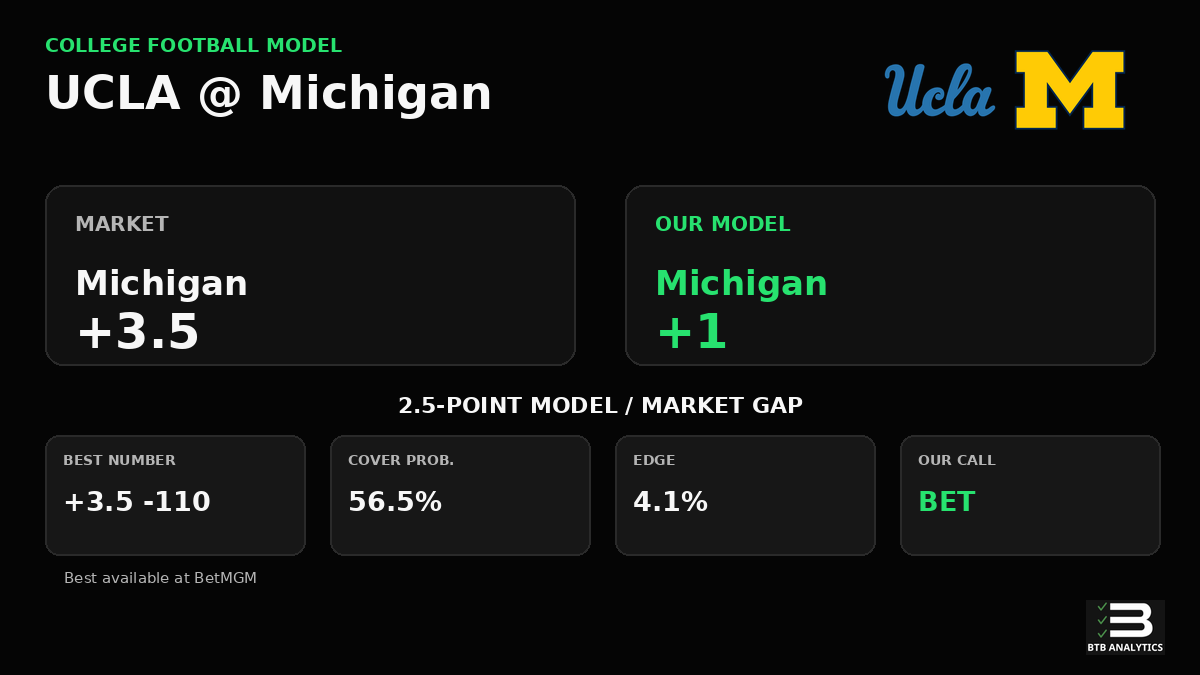 COLLEGE FOOTBALL MODEL
UCLA @ Michigan
Ucla M
MARKET
Michigan
+3.5
OUR MODEL
Michigan
+1
2.5-POINT MODEL / MARKET GAP
BEST NUMBER
+3.5 -110
COVER PROB.
56.5%
EDGE
4.1%
OUR CALL
BET
Best available at BetMGM
B
BTB ANALYTICS